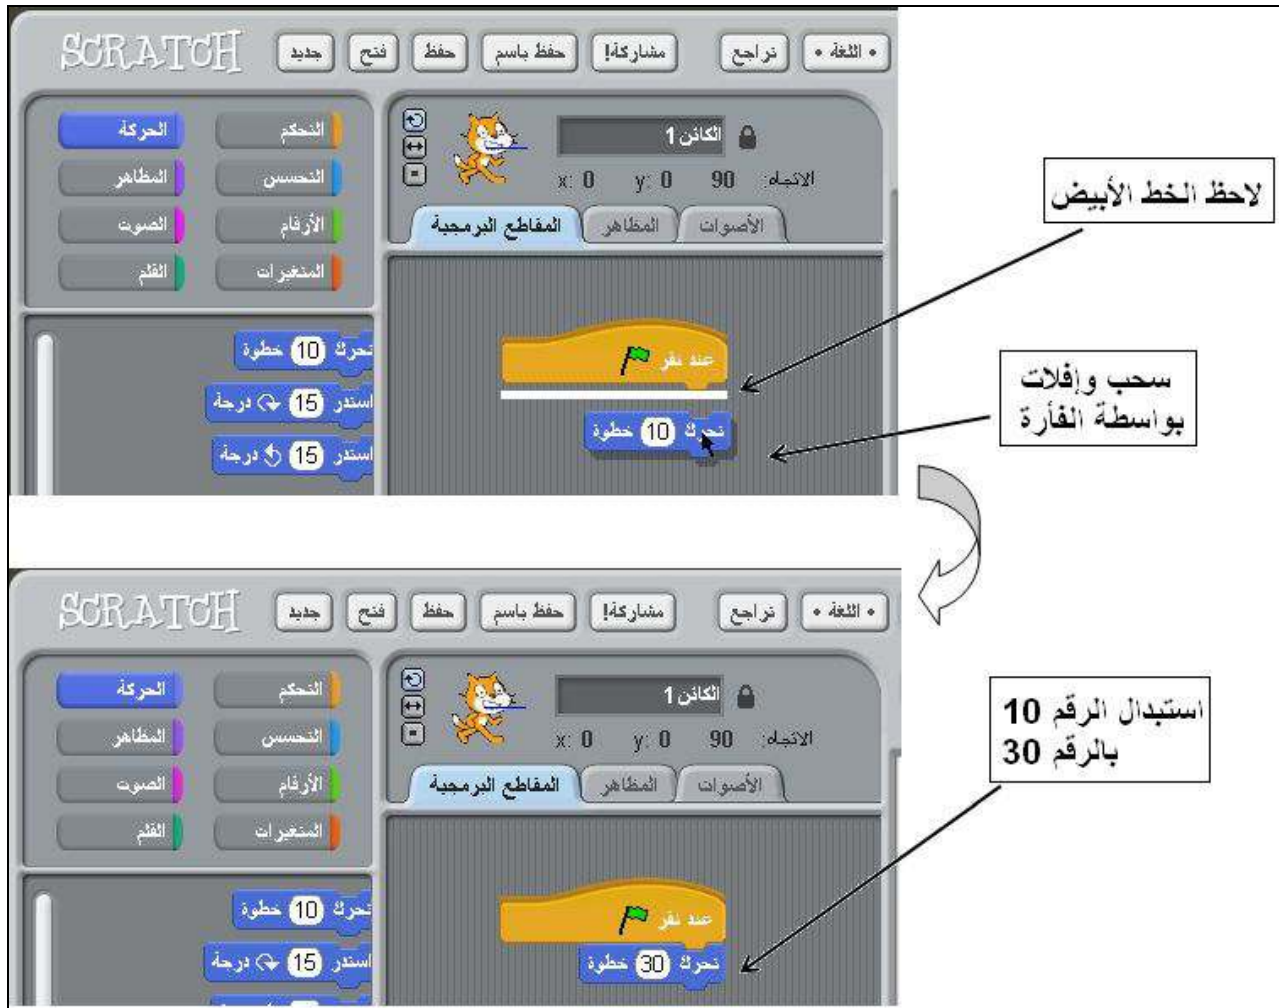 SCRATCH جديد فتح حفظ حفظ باسم مشاركة! تراجع • اللغة •
الحركة التحكم
المظاهر التحسس
الصوت الأرقام
القلم المتغيرات
الكائن 1
x: 0 y: 0 90 الاتجاه:
المقاطع البرمجية المظاهر الأصوات
تحرك 10 خطوة
استدر 15 درجة
استدر 15 درجة
عند نقر
تحرك 10 خطوة
لاحظ الخط الأبيض
سحب وإفلات
بواسطة الفأرة
SCRATCH جديد فتح حفظ حفظ باسم مشاركة! تراجع • اللغة •
الحركة التحكم
المظاهر التحسس
الصوت الأرقام
القلم المتغيرات
الكائن 1
x: 0 y: 0 90 الاتجاه:
المقاطع البرمجية المظاهر الأصوات
تحرك 10 خطوة
استدر 15 درجة
عند نقر
تحرك 30 خطوة
استبدال الرقم 10
بالرقم 30